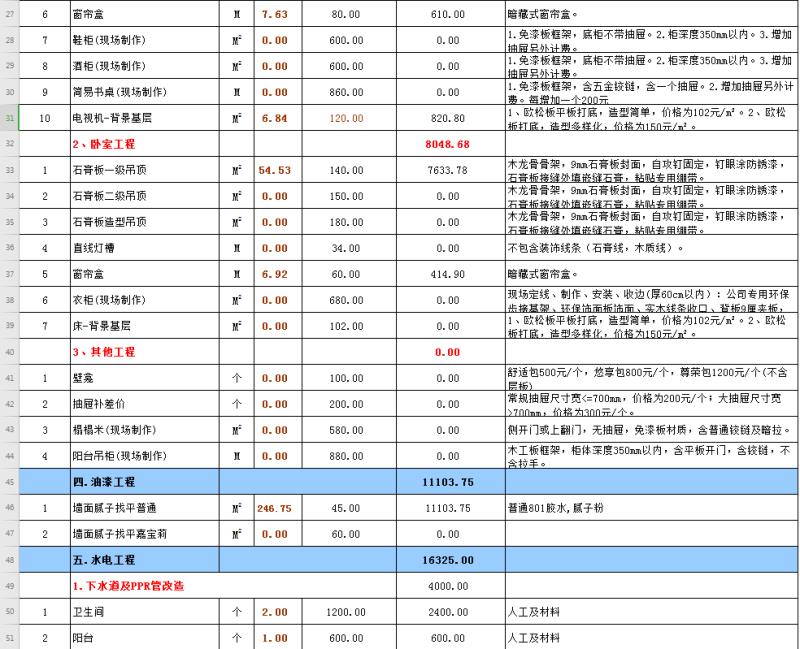 27 6 窗帘盒 M 7.63 80.00 610.00 暗藏式窗帘盒。
28 7 鞋柜(现场制作) M² 0.00 600.00 0.00 1.免漆板框架，底柜不带抽屉。2.柜深度350mm以内。3.增加
抽屉另外计费。
29 8 酒柜(现场制作) M² 0.00 600.00 0.00 1.免漆板框架，底柜不带抽屉。2.柜深度350mm以内。3.增加
抽屉另外计费。
30 9 简易书桌(现场制作) M 0.00 860.00 0.00 1.免漆板框架，含五金铰链，含一个抽屉。2.增加抽屉另外计
费。每增加一个200元
31 10 电视机-背景基层 M² 6.84 120.00 820.80 1、欧松板平板打底，造型简单，价格为102元/m²。2、欧松
板打底，造型多样化，价格为150元/m²。
32 2、卧室工程 8048.68
33 1 石膏板一级吊顶 M² 54.53 140.00 7633.78 木龙骨骨架，9mm石膏板封面，自攻钉固定，钉眼涂防锈漆，
石膏板接缝处填嵌缝石膏，粘贴专用绷带。
34 2 石膏板二级吊顶 M² 0.00 150.00 0.00 木龙骨骨架，9mm石膏板封面，自攻钉固定，钉眼涂防锈漆，
石膏板接缝处填嵌缝石膏，粘贴专用绷带。
35 3 石膏板造型吊顶 M² 0.00 180.00 0.00 木龙骨骨架，9mm石膏板封面，自攻钉固定，钉眼涂防锈漆，
石膏板接缝处填嵌缝石膏，粘贴专用绷带。
36 4 直线灯槽 M 0.00 34.00 0.00 不包含装饰线条（石膏线，木质线）。
37 5 窗帘盒 M 6.92 60.00 414.90 暗藏式窗帘盒。
38 6 衣柜(现场制作) M² 0.00 680.00 0.00 现场定线、制作、安装、收边(厚60cm以内）：公司专用环保
步接基架、环保饰面板饰面、实木线条收口、背板9厘夹板，
39 7 床-背景基层 M² 0.00 102.00 0.00 1、欧松板平板打底，造型简单，价格为102元/m²。2、欧松
板打底，造型多样化，价格为150元/m²。
40 3、其他工程 0.00
41 1 壁龛 个 0.00 100.00 0.00 舒适包500元/个，悠享包800元/个，尊荣包1200元/个(不含
层板)
42 2 抽屉补差价 个 0.00 200.00 0.00 常规抽屉尺寸宽<=700mm，价格为200元/个；大抽屉尺寸宽
>700mm，价格为300元/个。
43 3 榻榻米(现场制作) M² 0.00 580.00 0.00 侧开门或上翻门，无抽屉，免漆板材质，含普通铰链及暗拉。
44 4 阳台吊柜(现场制作) M 0.00 880.00 0.00 木工板框架，柜体深度350mm以内，含平板开门，含铰链，不
含拉手。
45 四.油漆工程 11103.75
46 1 墙面腻子找平普通 M² 246.75 45.00 11103.75 普通801胶水,腻子粉
47 2 墙面腻子找平嘉宝莉 M² 0.00 60.00 0.00
48 五.水电工程 16325.00
49 1.下水道及PPR管改造 4000.00
50 1 卫生间 个 2.00 1200.00 2400.00 人工及材料
51 2 阳台 个 1.00 600.00 600.00 人工及材料